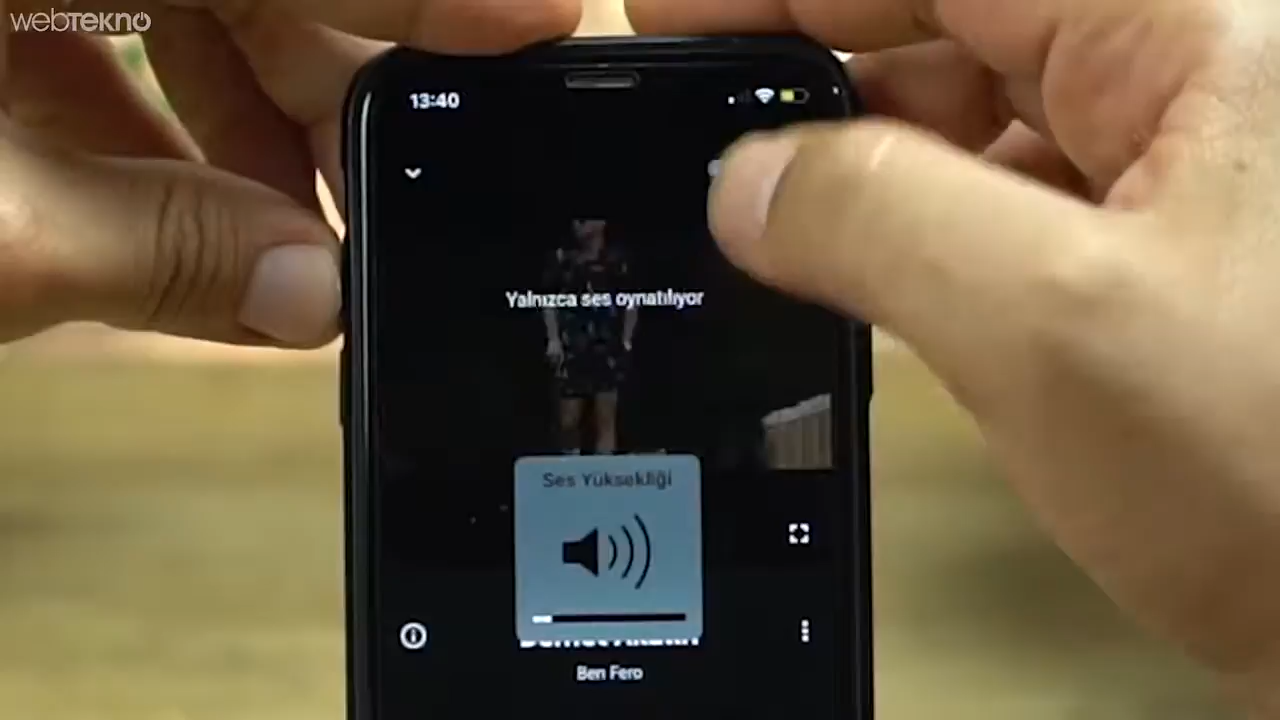 webtekno
13:40
Yalnızca ses oynatılıyor
Ses Yüksekliği
Ben Fero